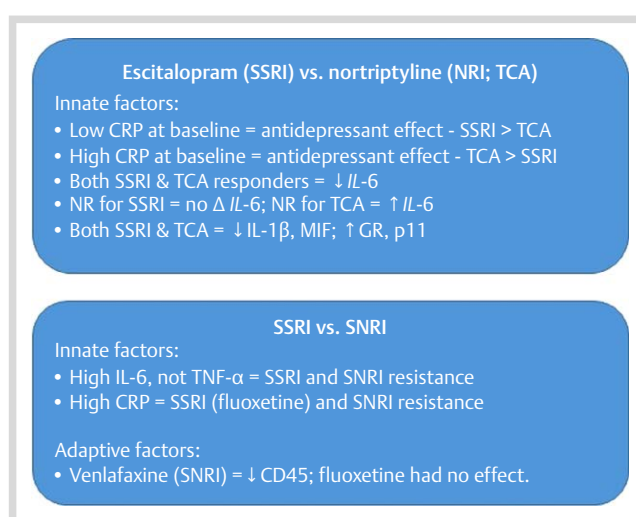 Escitalopram (SSRI) vs. nortriptyline (NRI; TCA)
Innate factors:
• Low CRP at baseline = antidepressant effect - SSRI > TCA
• High CRP at baseline = antidepressant effect - TCA > SSRI
• Both SSRI & TCA responders = ↓IL-6
• NR for SSRI = no Δ IL-6; NR for TCA = ↑IL-6
• Both SSRI & TCA = ↓IL-1β, MIF; ↑GR, p11
SSRI vs. SNRI
Innate factors:
• High IL-6, not TNF-α = SSRI and SNRI resistance
• High CRP = SSRI (fluoxetine) and SNRI resistance
Adaptive factors:
• Venlafaxine (SNRI) = ↓CD45; fluoxetine had no effect.